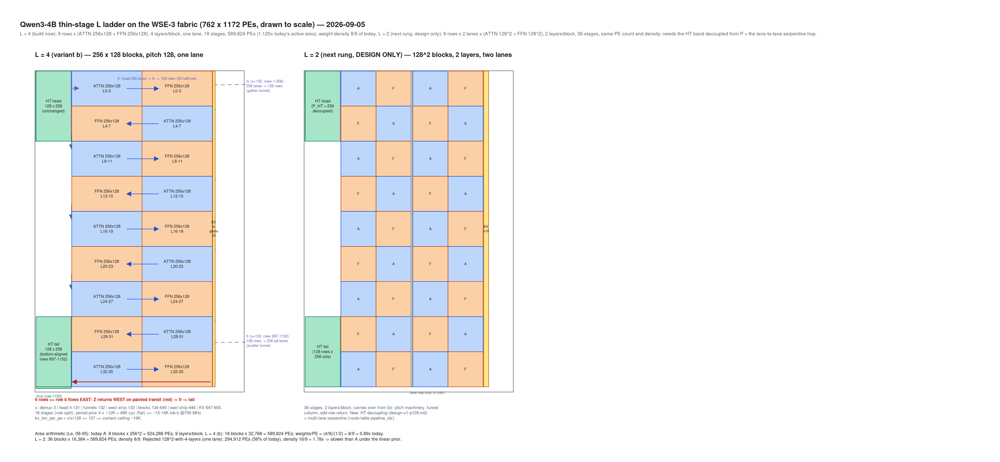 Qwen3-4B thin-stage L ladder on the WSE-3 fabric (762 x 1172 PEs, drawn to scale) — 2026-09-05
L = 4 (build now): 9 rows x (ATTN 256x128 + FFN 256x128), 4 layers/block, one lane, 18 stages, 589,824 PEs (1.125x today's active area), weight density 8/9 of today. L = 2 (next rung, design only): 9 rows x 2 lanes x (ATTN 128^2 + FFN 128^2), 2 layers/block, 36 stages, same PE count and density; needs the HT band decoupled from P + the lane-to-lane serpentine hop.
L = 4 (variant b) — 256 x 128 blocks, pitch 128, one lane
HT head
128 x 256
(unchanged)
X: head 256 lanes -> fx -> 128 rows (20 half/row)
ATTN 256x128
L0-3
FFN 256x128
L0-3
fx (x=132, rows 1-256):
256 lanes -> 128 rows
(gather funnel)
FFN 256x128
L4-7
ATTN 256x128
L4-7
ATTN 256x128
L8-11
FFN 256x128
L8-11
FFN 256x128
L12-15
ATTN 256x128
L12-15
ATTN 256x128
L16-19
FFN 256x128
L16-19
KV
in-
gress
x9
FFN 256x128
L20-23
ATTN 256x128
L20-23
ATTN 256x128
L24-27
FFN 256x128
L24-27
FFN 256x128
L28-31
ATTN 256x128
L28-31
fr (x=132, rows 897-1152):
128 rows -> 256 tail lanes
(scatter funnel)
HT tail
128 x 256
(bottom-aligned
rows 897-1152)
ATTN 256x128
L32-35
FFN 256x128
L32-35
mux (row 1153)
9 rows => row 8 flows EAST: Z returns WEST on painted transit (red) -> fr -> tail
x: demux 3 | head 4-131 | funnels 132 | west strip 133 | blocks 134-645 | east strip 646 | KV 647-655.
18 stages (role split); period prior 4 x ~12K = 48K cyc (flat) => ~15-16K tok/s @750 MHz.
kv_len_per_pe = ctx/128 <= 127 => context ceiling ~16K.
L = 2 (next rung, DESIGN ONLY) — 128^2 blocks, 2 layers, two lanes
HT head
(P_HT = 256
decoupled)
A F A F
F A F A
A F A F
F A F A
A F A F
KV
x18
F A F A
A F A F
F A F A
HT tail
(128 rows x
256 cols)
A F A F
lane hop strip (x~390)
36 stages, 2 layers/block; carries over from (b): pitch machinery, funnel
column, odd-row return. New: HT decoupling (design-v1-p128.md)
+ multi-lane serpentine (route-table pipeline_idx).
Area arithmetic (Le, 09-05): today A: 8 blocks x 256^2 = 524,288 PEs, 9 layers/block. L = 4 (b): 18 blocks x 32,768 = 589,824 PEs; weights/PE = (4/9)/(1/2) = 8/9 = 0.89x today.
L = 2: 36 blocks x 16,384 = 589,824 PEs; density 8/9. Rejected 128^2-with-4-layers (one lane): 294,912 PEs (56% of today), density 16/9 = 1.78x -> slower than A under the linear prior.